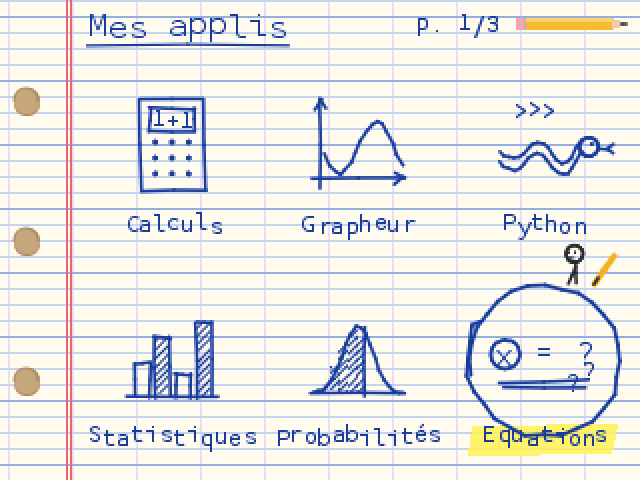 Mes applis
p. 1/3
1+1
>>>
Calculs
Grapheur
Python
x = ?
?
?
Statistiques
Probabilités
Equations